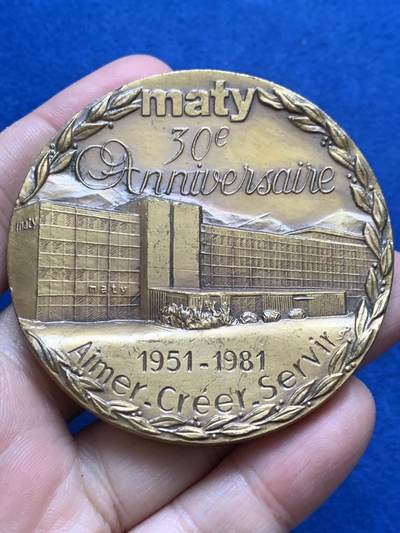 maty
30e
Anniversaire
maty
maty
1951-1981
Aimer-Créer-Servir